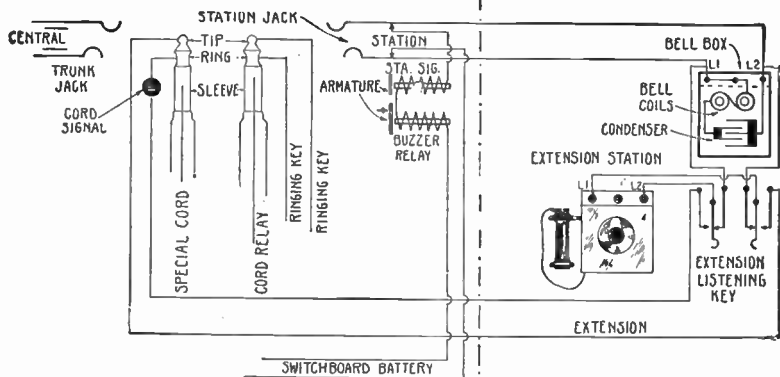 CENTRAL
TRUNK
JACK
CORD
SIGNAL
TIP
RING
SLEEVE
SPECIAL CORD
CORD RELAY
RINGING KEY
RINGING KEY
STATION JACK
STATION
STA. SIG.
ARMATURE
BUZZER
RELAY
BELL BOX
L1
L2
BELL
COILS
CONDENSER
EXTENSION STATION
L1
L2
EXTENSION
LISTENING
KEY
EXTENSION
SWITCHBOARD BATTERY